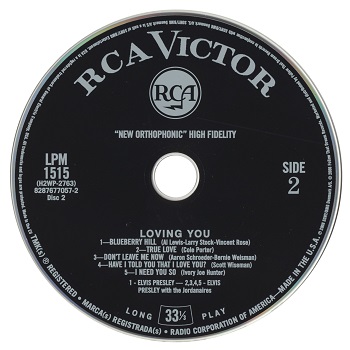 RCA VICTOR
RCA
"NEW ORTHOPHONIC" HIGH FIDELITY
LPM
1515
(H2WP-2763)
8287677057-2
Disc 2
SIDE
2
LOVING YOU
1—BLUEBERRY HILL (Al Lewis-Larry Stock-Vincent Rose)
2—TRUE LOVE (Cole Porter)
3—DON'T LEAVE ME NOW (Aaron Schroeder-Bernie Weisman)
4—HAVE I TOLD YOU THAT I LOVE YOU? (Scott Wiseman)
5—I NEED YOU SO (Ivory Joe Hunter)
1 - ELVIS PRESLEY — 2,3,4,5 - ELVIS
PRESLEY with the Jordanaires
LONG 33⅓ PLAY
TMK(s) ® REGISTERED • MARCA(s) REGISTRADA(s) • RADIO CORPORATION OF AMERICA—MADE IN THE U.S.A.